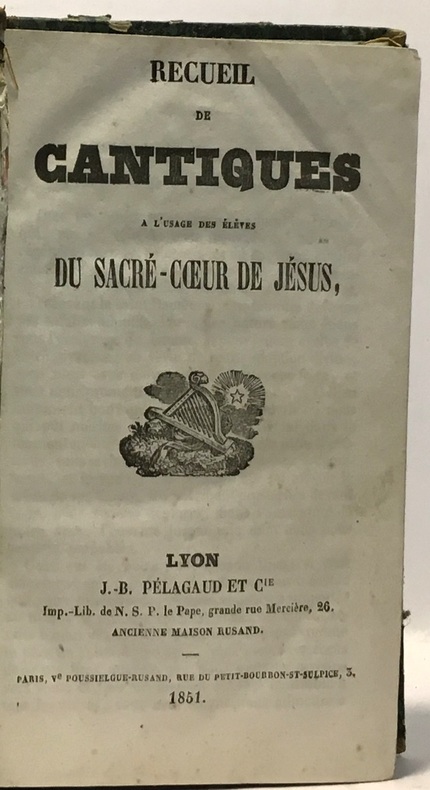 RECUEIL
DE
CANTIQUES
A L'USAGE DES ÉLÈVES
DU SACRÉ-CŒUR DE JÉSUS,
LYON
J.-B. PÉLAGAUD ET Cie
Imp.-Lib. de N. S. P. le Pape, grande rue Mercière, 26.
ANCIENNE MAISON RUSAND.
PARIS, Ve POUSSIELGUE-RUSAND, RUE DU PETIT-BOURBON-ST-SULPICE, 3.
1851.